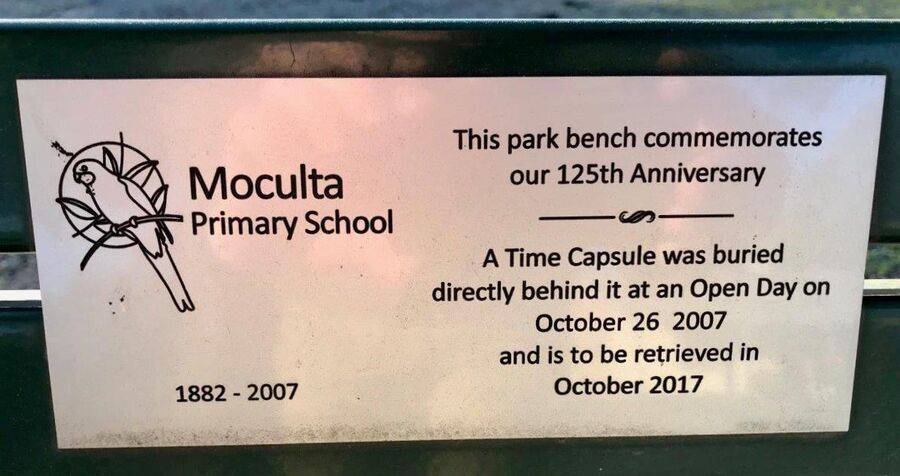 Moculta
Primary School
1882 - 2007
This park bench commemorates
our 125th Anniversary
A Time Capsule was buried
directly behind it at an Open Day on
October 26 2007
and is to be retrieved in
October 2017